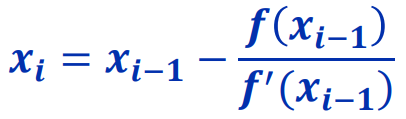 xᵢ = xᵢ₋₁ − f(xᵢ₋₁) / f′(xᵢ₋₁)